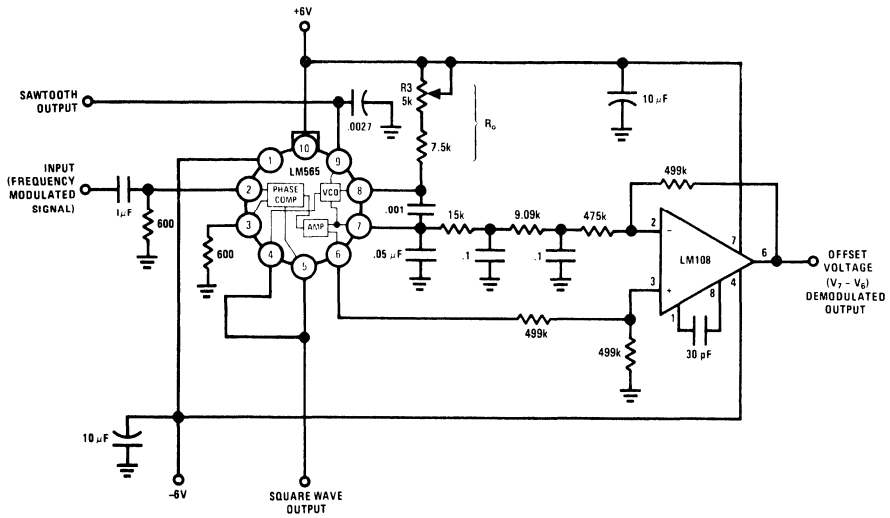 +6V
SAWTOOTH
OUTPUT
.0027
R3
5k
Rₒ
7.5k
10 µF
INPUT
(FREQUENCY
MODULATED
SIGNAL)
1µF
600
600
LM565
10
1
9
2
8
3
7
4
6
5
PHASE
COMP
VCO
AMP
.001
.05 µF
15k
.1
9.09k
.1
475k
499k
2
−
3
+
LM108
7
6
4
8
1
30 pF
499k
499k
OFFSET
VOLTAGE
(V₇ − V₆)
DEMODULATED
OUTPUT
10 µF
−6V
SQUARE WAVE
OUTPUT